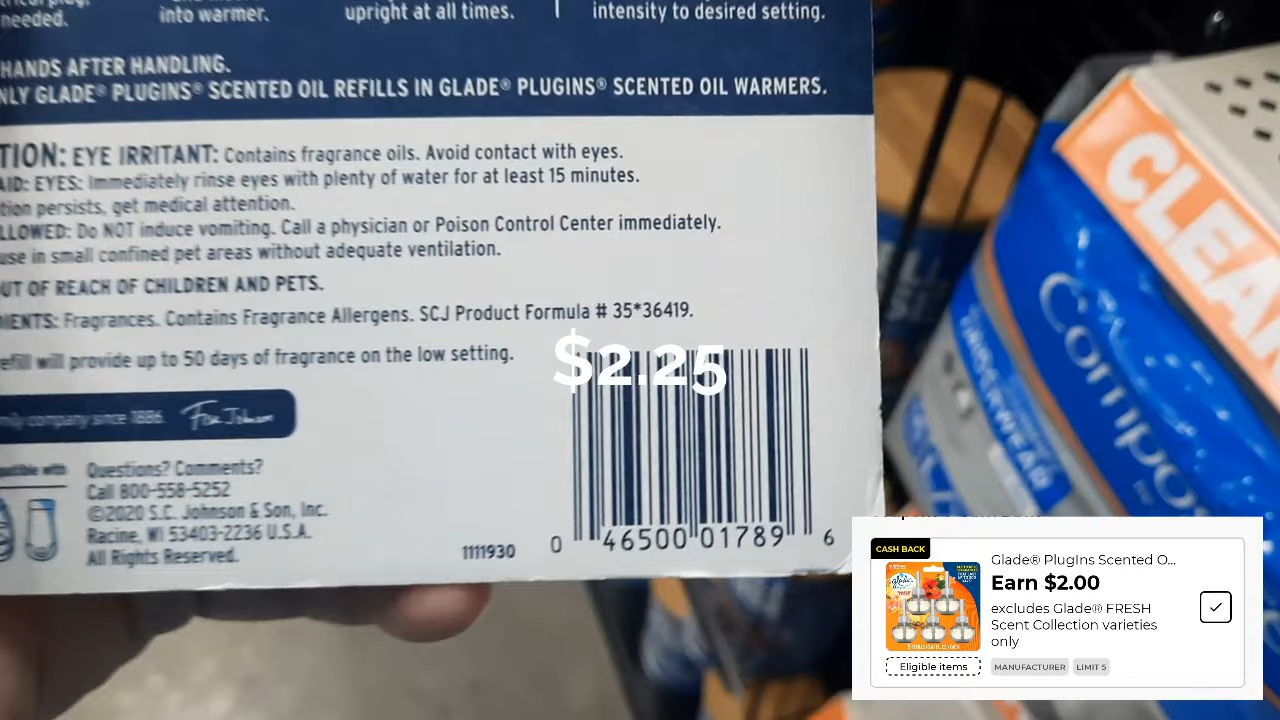 needed.
into warmer.
upright at all times.
intensity to desired setting.
HANDS AFTER HANDLING.
NLY GLADE® PLUGINS® SCENTED OIL REFILLS IN GLADE® PLUGINS® SCENTED OIL WARMERS.
TION: EYE IRRITANT: Contains fragrance oils. Avoid contact with eyes.
AID: EYES: Immediately rinse eyes with plenty of water for at least 15 minutes.
tion persists, get medical attention.
LLOWED: Do NOT induce vomiting. Call a physician or Poison Control Center immediately.
use in small confined pet areas without adequate ventilation.
UT OF REACH OF CHILDREN AND PETS.
IENTS: Fragrances. Contains Fragrance Allergens. SCJ Product Formula # 35*36419.
efill will provide up to 50 days of fragrance on the low setting.
$2.25
mily company since 1886.
Questions? Comments?
Call 800-558-5252
©2020 S.C. Johnson & Son, Inc.
Racine, WI 53403-2236 U.S.A.
All Rights Reserved.
1111930
0 46500 01789 6
CLEAR
Compo
CASH BACK
Glade® PlugIns Scented O...
Earn $2.00
excludes Glade® FRESH
Scent Collection varieties
only
Eligible items
MANUFACTURER
LIMIT 5